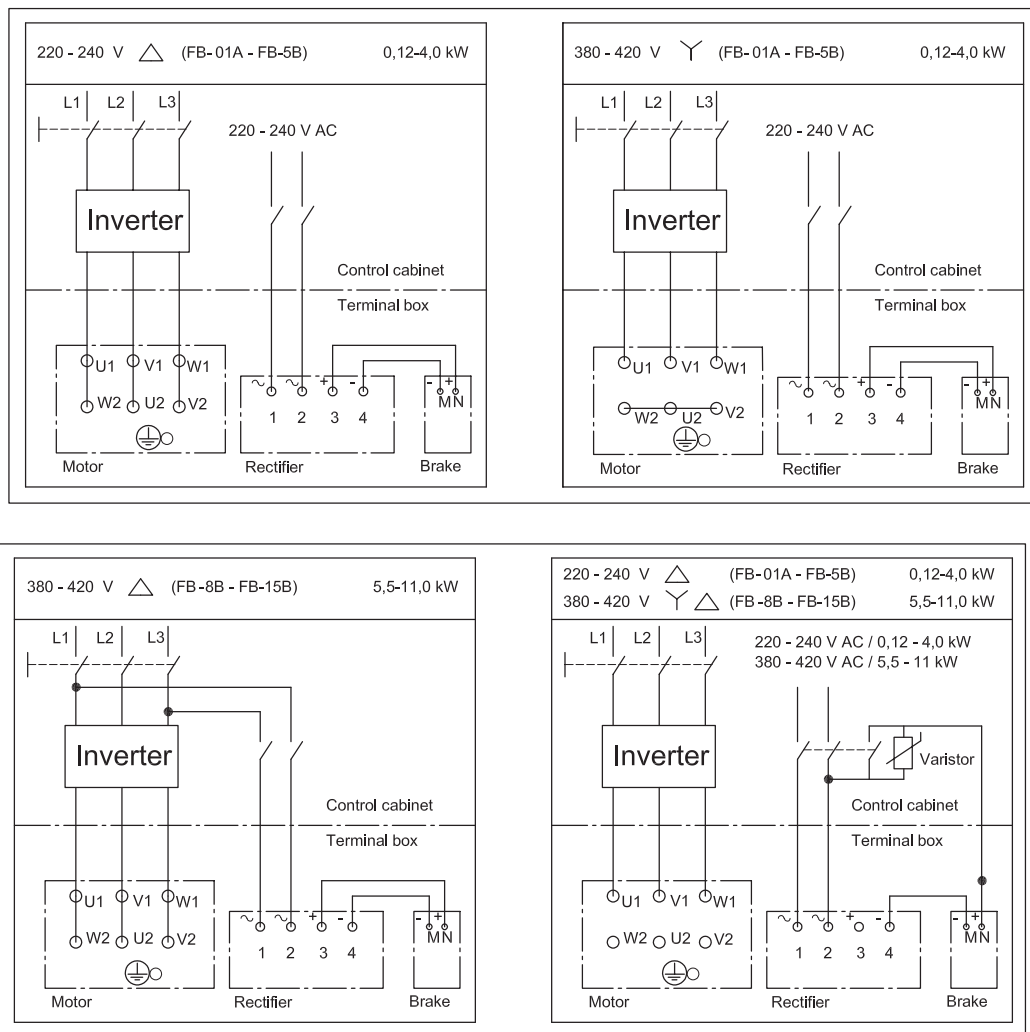 220 - 240 V (FB-01A - FB-5B) 0,12-4,0 kW
L1 L2 L3
220 - 240 V AC
Inverter
Control cabinet
Terminal box
U1 V1 W1
~ ~ + - - +
M N
W2 U2 V2
1 2 3 4
Motor Rectifier Brake
380 - 420 V (FB-01A - FB-5B) 0,12-4,0 kW
L1 L2 L3
220 - 240 V AC
Inverter
Control cabinet
Terminal box
U1 V1 W1
~ ~ + - - +
M N
W2 U2 V2
1 2 3 4
Motor Rectifier Brake
380 - 420 V (FB-8B - FB-15B) 5,5-11,0 kW
L1 L2 L3
Inverter
Control cabinet
Terminal box
U1 V1 W1
~ ~ + - - +
M N
W2 U2 V2
1 2 3 4
Motor Rectifier Brake
220 - 240 V (FB-01A - FB-5B) 0,12-4,0 kW
380 - 420 V (FB-8B - FB-15B) 5,5-11,0 kW
L1 L2 L3
220 - 240 V AC / 0,12 - 4,0 kW
380 - 420 V AC / 5,5 - 11 kW
Inverter
Varistor
Control cabinet
Terminal box
U1 V1 W1
~ ~ + - - +
M N
W2 U2 V2
1 2 3 4
Motor Rectifier Brake